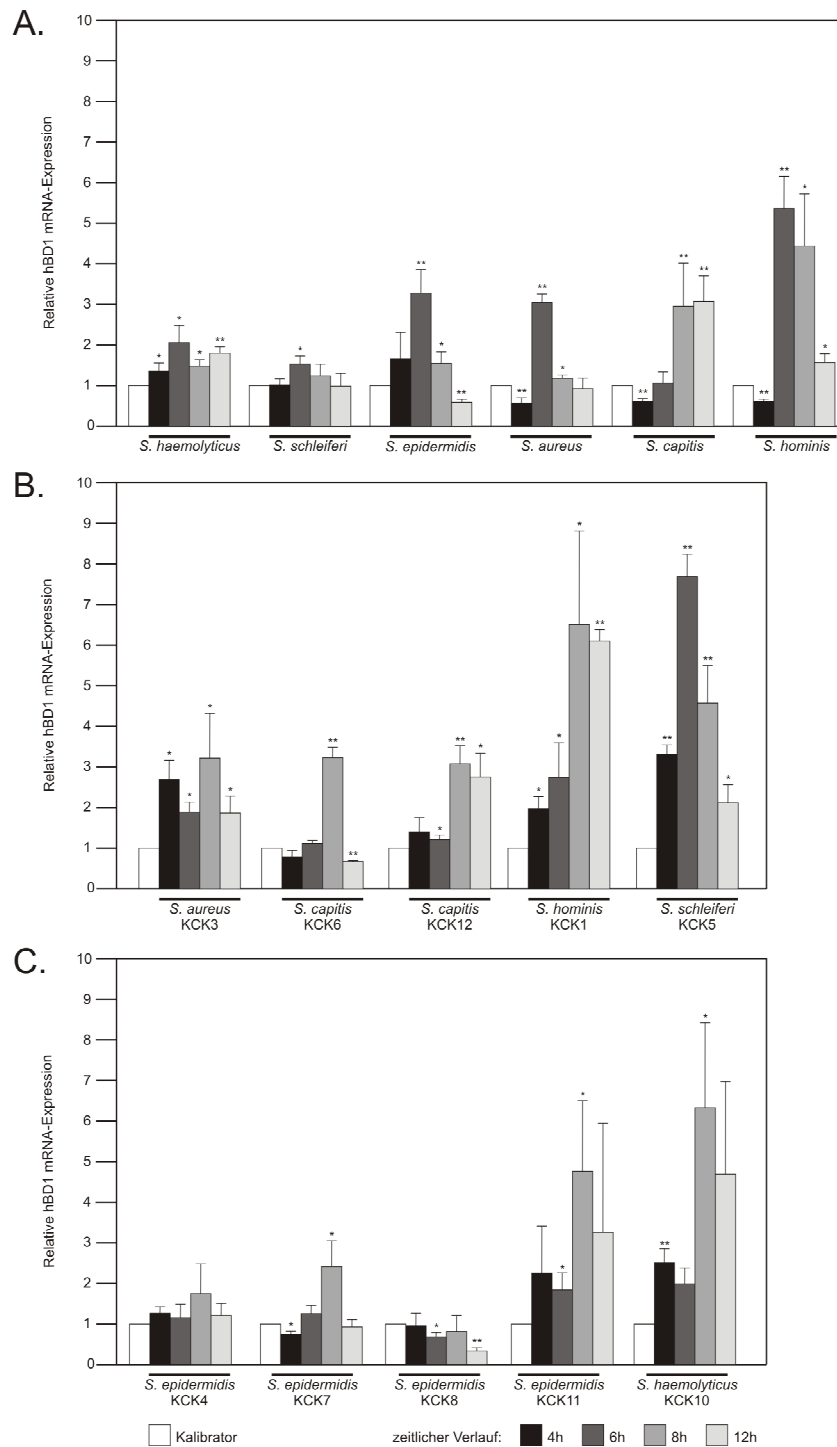 A.
Relative hBD1 mRNA-Expression
10
9
8
7
6
5
4
3
2
1
0
* * * **
*
** * **
** ** *
** ** **
** ** * *
S. haemolyticus S. schleiferi S. epidermidis S. aureus S. capitis S. hominis
B.
Relative hBD1 mRNA-Expression
10
9
8
7
6
5
4
3
2
1
0
* * * *
** **
* ** *
* * * **
** ** ** *
S. aureus S. capitis S. capitis S. hominis S. schleiferi
KCK3 KCK6 KCK12 KCK1 KCK5
C.
Relative hBD1 mRNA-Expression
10
9
8
7
6
5
4
3
2
1
0
* *
* **
* *
** *
S. epidermidis S. epidermidis S. epidermidis S. epidermidis S. haemolyticus
KCK4 KCK7 KCK8 KCK11 KCK10
Kalibrator zeitlicher Verlauf: 4h 6h 8h 12h